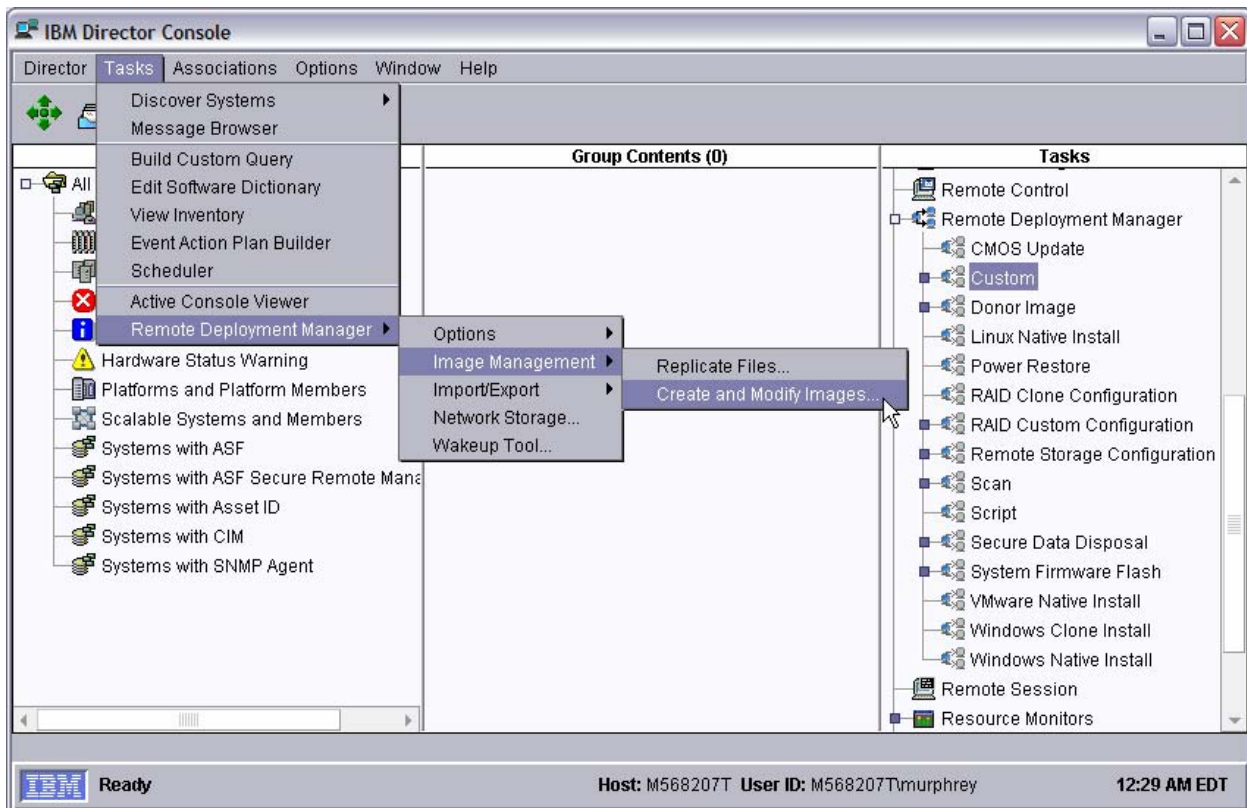 IBM Director Console
Director Tasks Associations Options Window Help
Discover Systems
Message Browser
Build Custom Query
Edit Software Dictionary
View Inventory
Event Action Plan Builder
Scheduler
Active Console Viewer
Remote Deployment Manager
Options
Image Management
Import/Export
Network Storage...
Wakeup Tool...
Replicate Files...
Create and Modify Images...
All
Hardware Status Warning
Platforms and Platform Members
Scalable Systems and Members
Systems with ASF
Systems with ASF Secure Remote Mana
Systems with Asset ID
Systems with CIM
Systems with SNMP Agent
Group Contents (0)
Tasks
Remote Control
Remote Deployment Manager
CMOS Update
Custom
Donor Image
Linux Native Install
Power Restore
RAID Clone Configuration
RAID Custom Configuration
Remote Storage Configuration
Scan
Script
Secure Data Disposal
System Firmware Flash
VMware Native Install
Windows Clone Install
Windows Native Install
Remote Session
Resource Monitors
IBM Ready Host: M568207T User ID: M568207T\murphrey 12:29 AM EDT